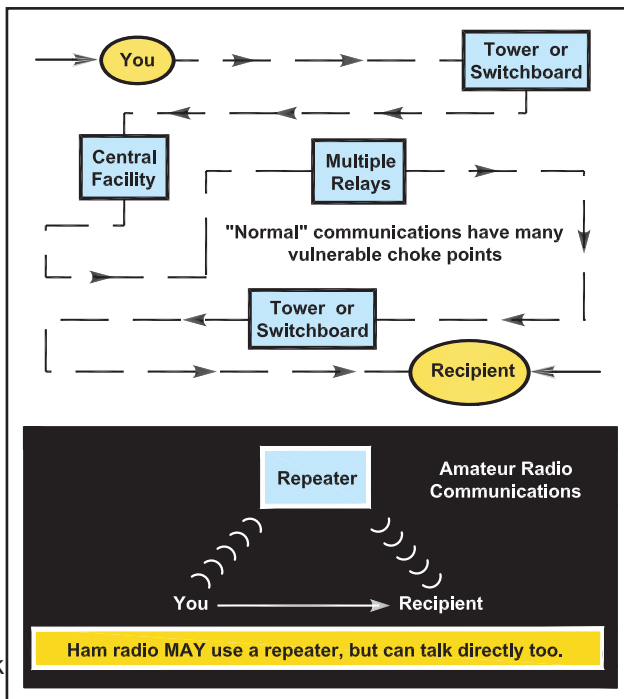 You
Tower or
Switchboard
Central
Facility
Multiple
Relays
"Normal" communications have many
vulnerable choke points
Tower or
Switchboard
Recipient
Repeater
Amateur Radio
Communications
You
Recipient
Ham radio MAY use a repeater, but can talk directly too.
k